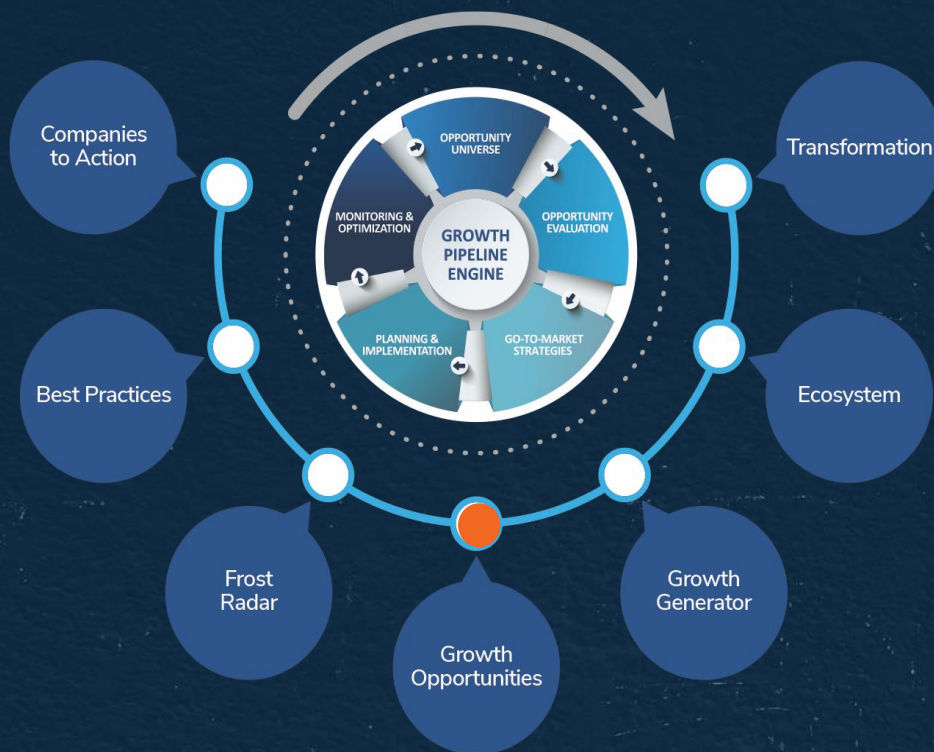 Companies
to Action
Best Practices
Frost
Radar
Growth
Opportunities
Growth
Generator
Ecosystem
Transformation
OPPORTUNITY
UNIVERSE
OPPORTUNITY
EVALUATION
GO-TO-MARKET
STRATEGIES
PLANNING &
IMPLEMENTATION
MONITORING &
OPTIMIZATION
GROWTH
PIPELINE
ENGINE